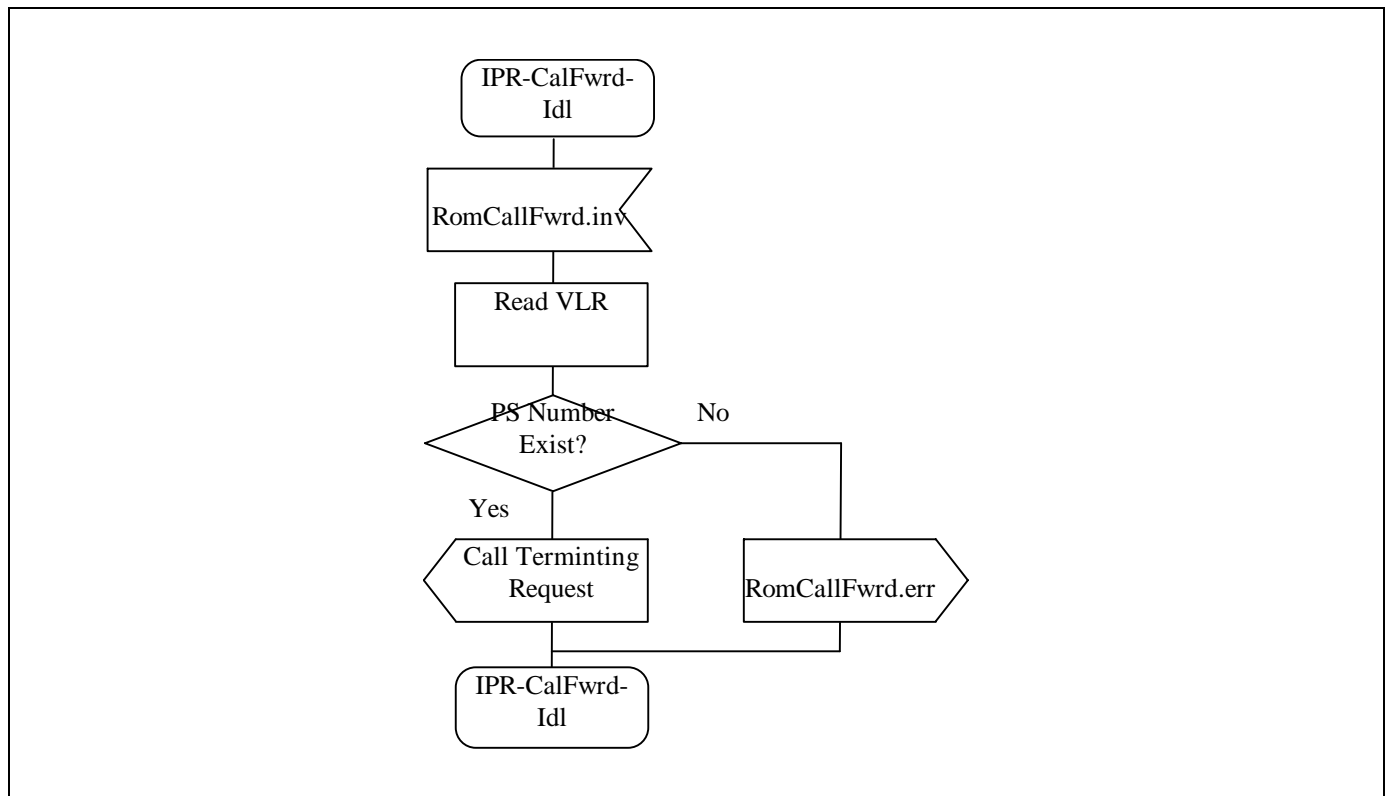 IPR-CalFwrd-
Idl
RomCallFwrd.inv
Read VLR
PS Number
Exist?
No
Yes
Call Terminting
Request
RomCallFwrd.err
IPR-CalFwrd-
Idl